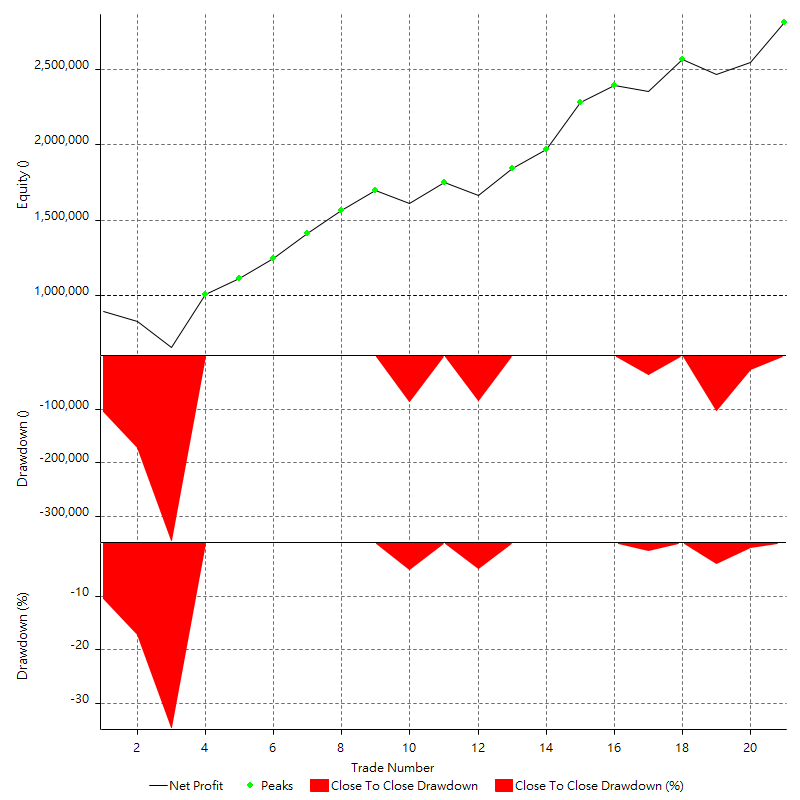 Equity ()
2,500,000
2,000,000
1,500,000
1,000,000
Drawdown ()
-100,000
-200,000
-300,000
Drawdown (%)
-10
-20
-30
2 4 6 8 10 12 14 16 18 20
Trade Number
Net Profit Peaks Close To Close Drawdown Close To Close Drawdown (%)